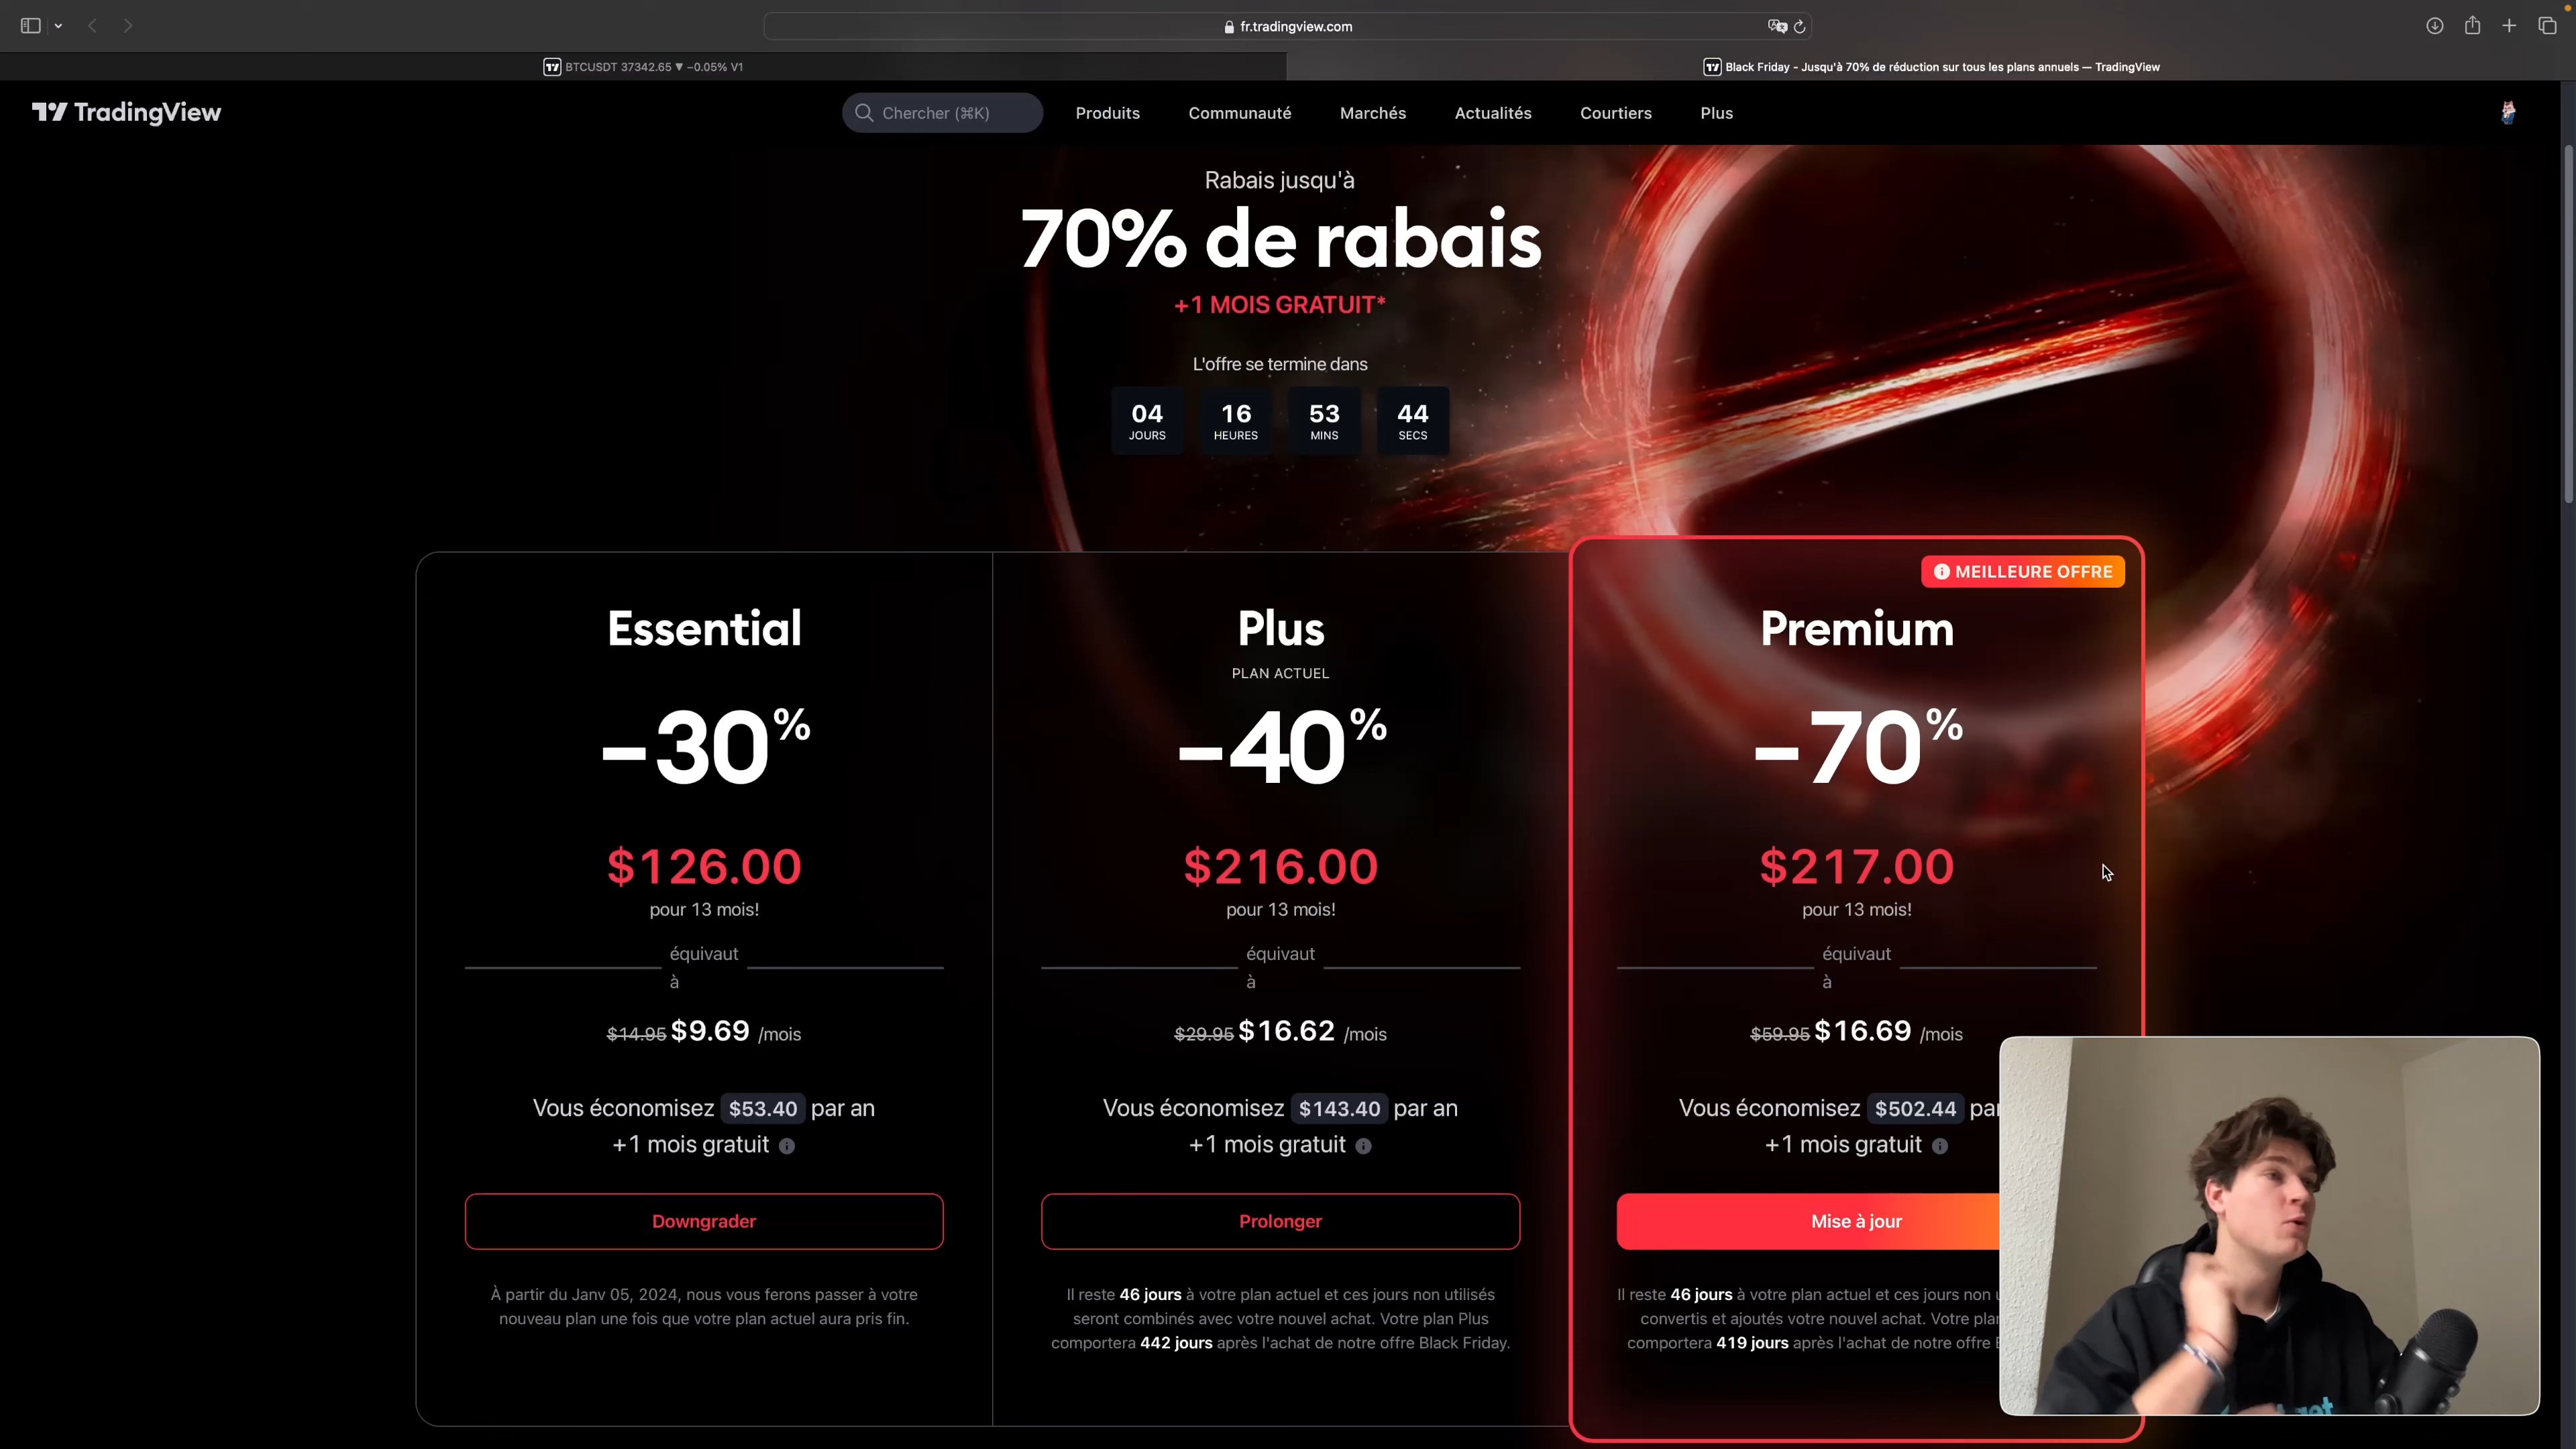 fr.tradingview.com
BTCUSDT 37342.65 ▼ −0.05% V1
Black Friday - Jusqu'à 70% de réduction sur tous les plans annuels — TradingView
TradingView
Chercher (⌘K)
Produits
Communauté
Marchés
Actualités
Courtiers
Plus
Rabais jusqu'à
70% de rabais
+1 MOIS GRATUIT*
L'offre se termine dans
04 16 53 44
JOURS HEURES MINS SECS
MEILLEURE OFFRE
Essential
−30%
$126.00
pour 13 mois!
équivaut
à
$14.95 $9.69 /mois
Vous économisez $53.40 par an
+1 mois gratuit
Downgrader
À partir du Janv 05, 2024, nous vous ferons passer à votre
nouveau plan une fois que votre plan actuel aura pris fin.
Plus
PLAN ACTUEL
−40%
$216.00
pour 13 mois!
équivaut
à
$29.95 $16.62 /mois
Vous économisez $143.40 par an
+1 mois gratuit
Prolonger
Il reste 46 jours à votre plan actuel et ces jours non utilisés
seront combinés avec votre nouvel achat. Votre plan Plus
comportera 442 jours après l'achat de notre offre Black Friday.
Premium
−70%
$217.00
pour 13 mois!
équivaut
à
$59.95 $16.69 /mois
Vous économisez $502.44
+1 mois gratuit
Mise à jour
Il reste 46 jours à votre plan actuel et ces jours non
convertis et ajoutés votre nouvel achat. Votre
comportera 419 jours après l'achat de notre offre